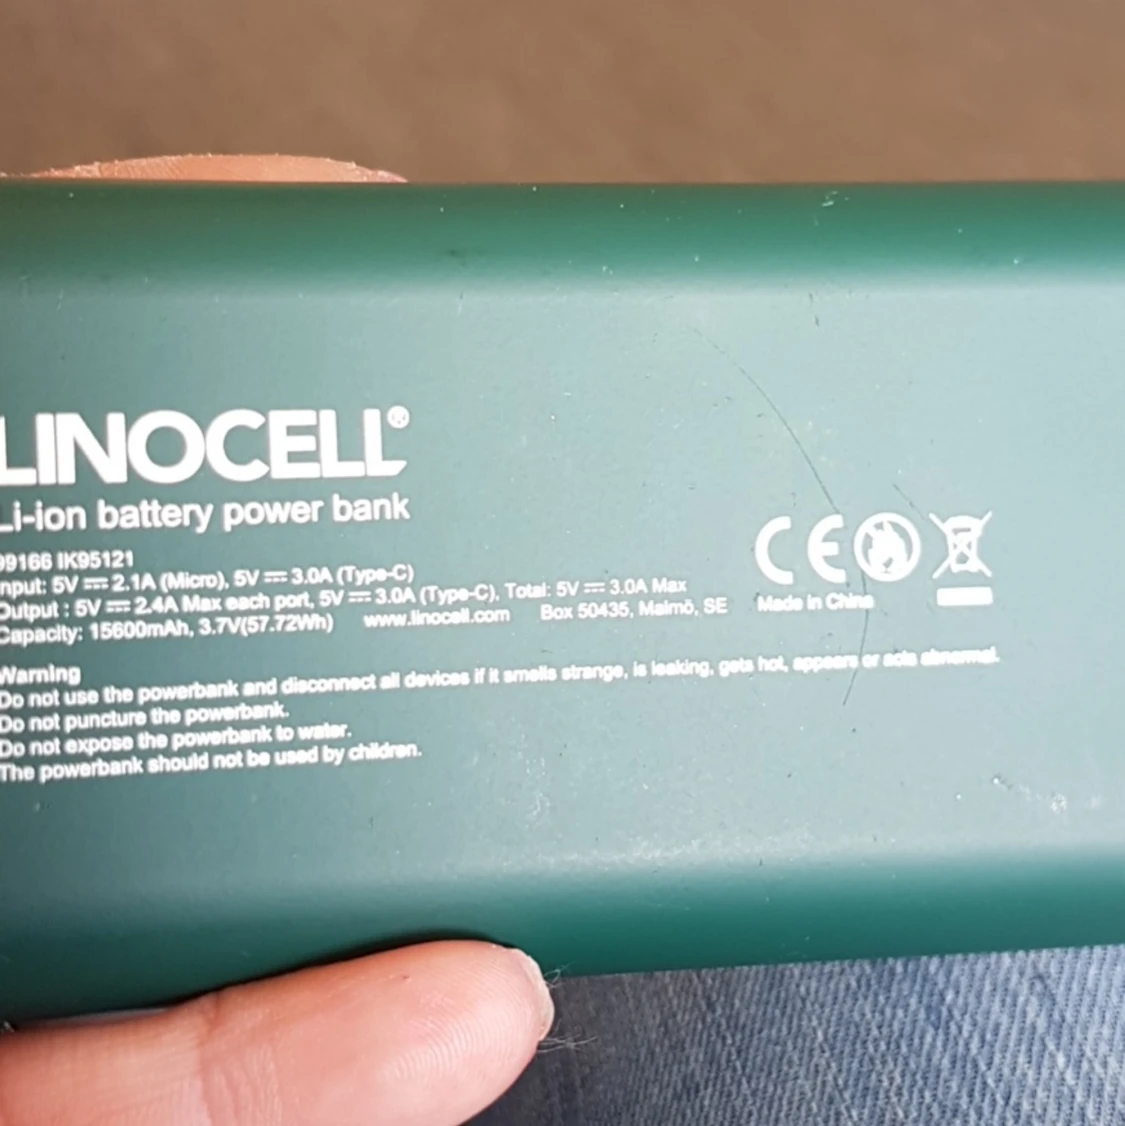 LINOCELL®
Li-ion battery power bank
99166 IK95121
Input: 5V ⎓ 2.1A (Micro), 5V ⎓ 3.0A (Type-C)
Output : 5V ⎓ 2.4A Max each port, 5V ⎓ 3.0A (Type-C), Total: 5V ⎓ 3.0A Max
Capacity: 15600mAh, 3.7V(57.72Wh) www.linocell.com Box 50435, Malmö, SE
CE
Made in China
Warning
Do not use the powerbank and disconnect all devices if it smells strange, is leaking, gets hot, appears or acts abnormal.
Do not puncture the powerbank.
Do not expose the powerbank to water.
The powerbank should not be used by children.